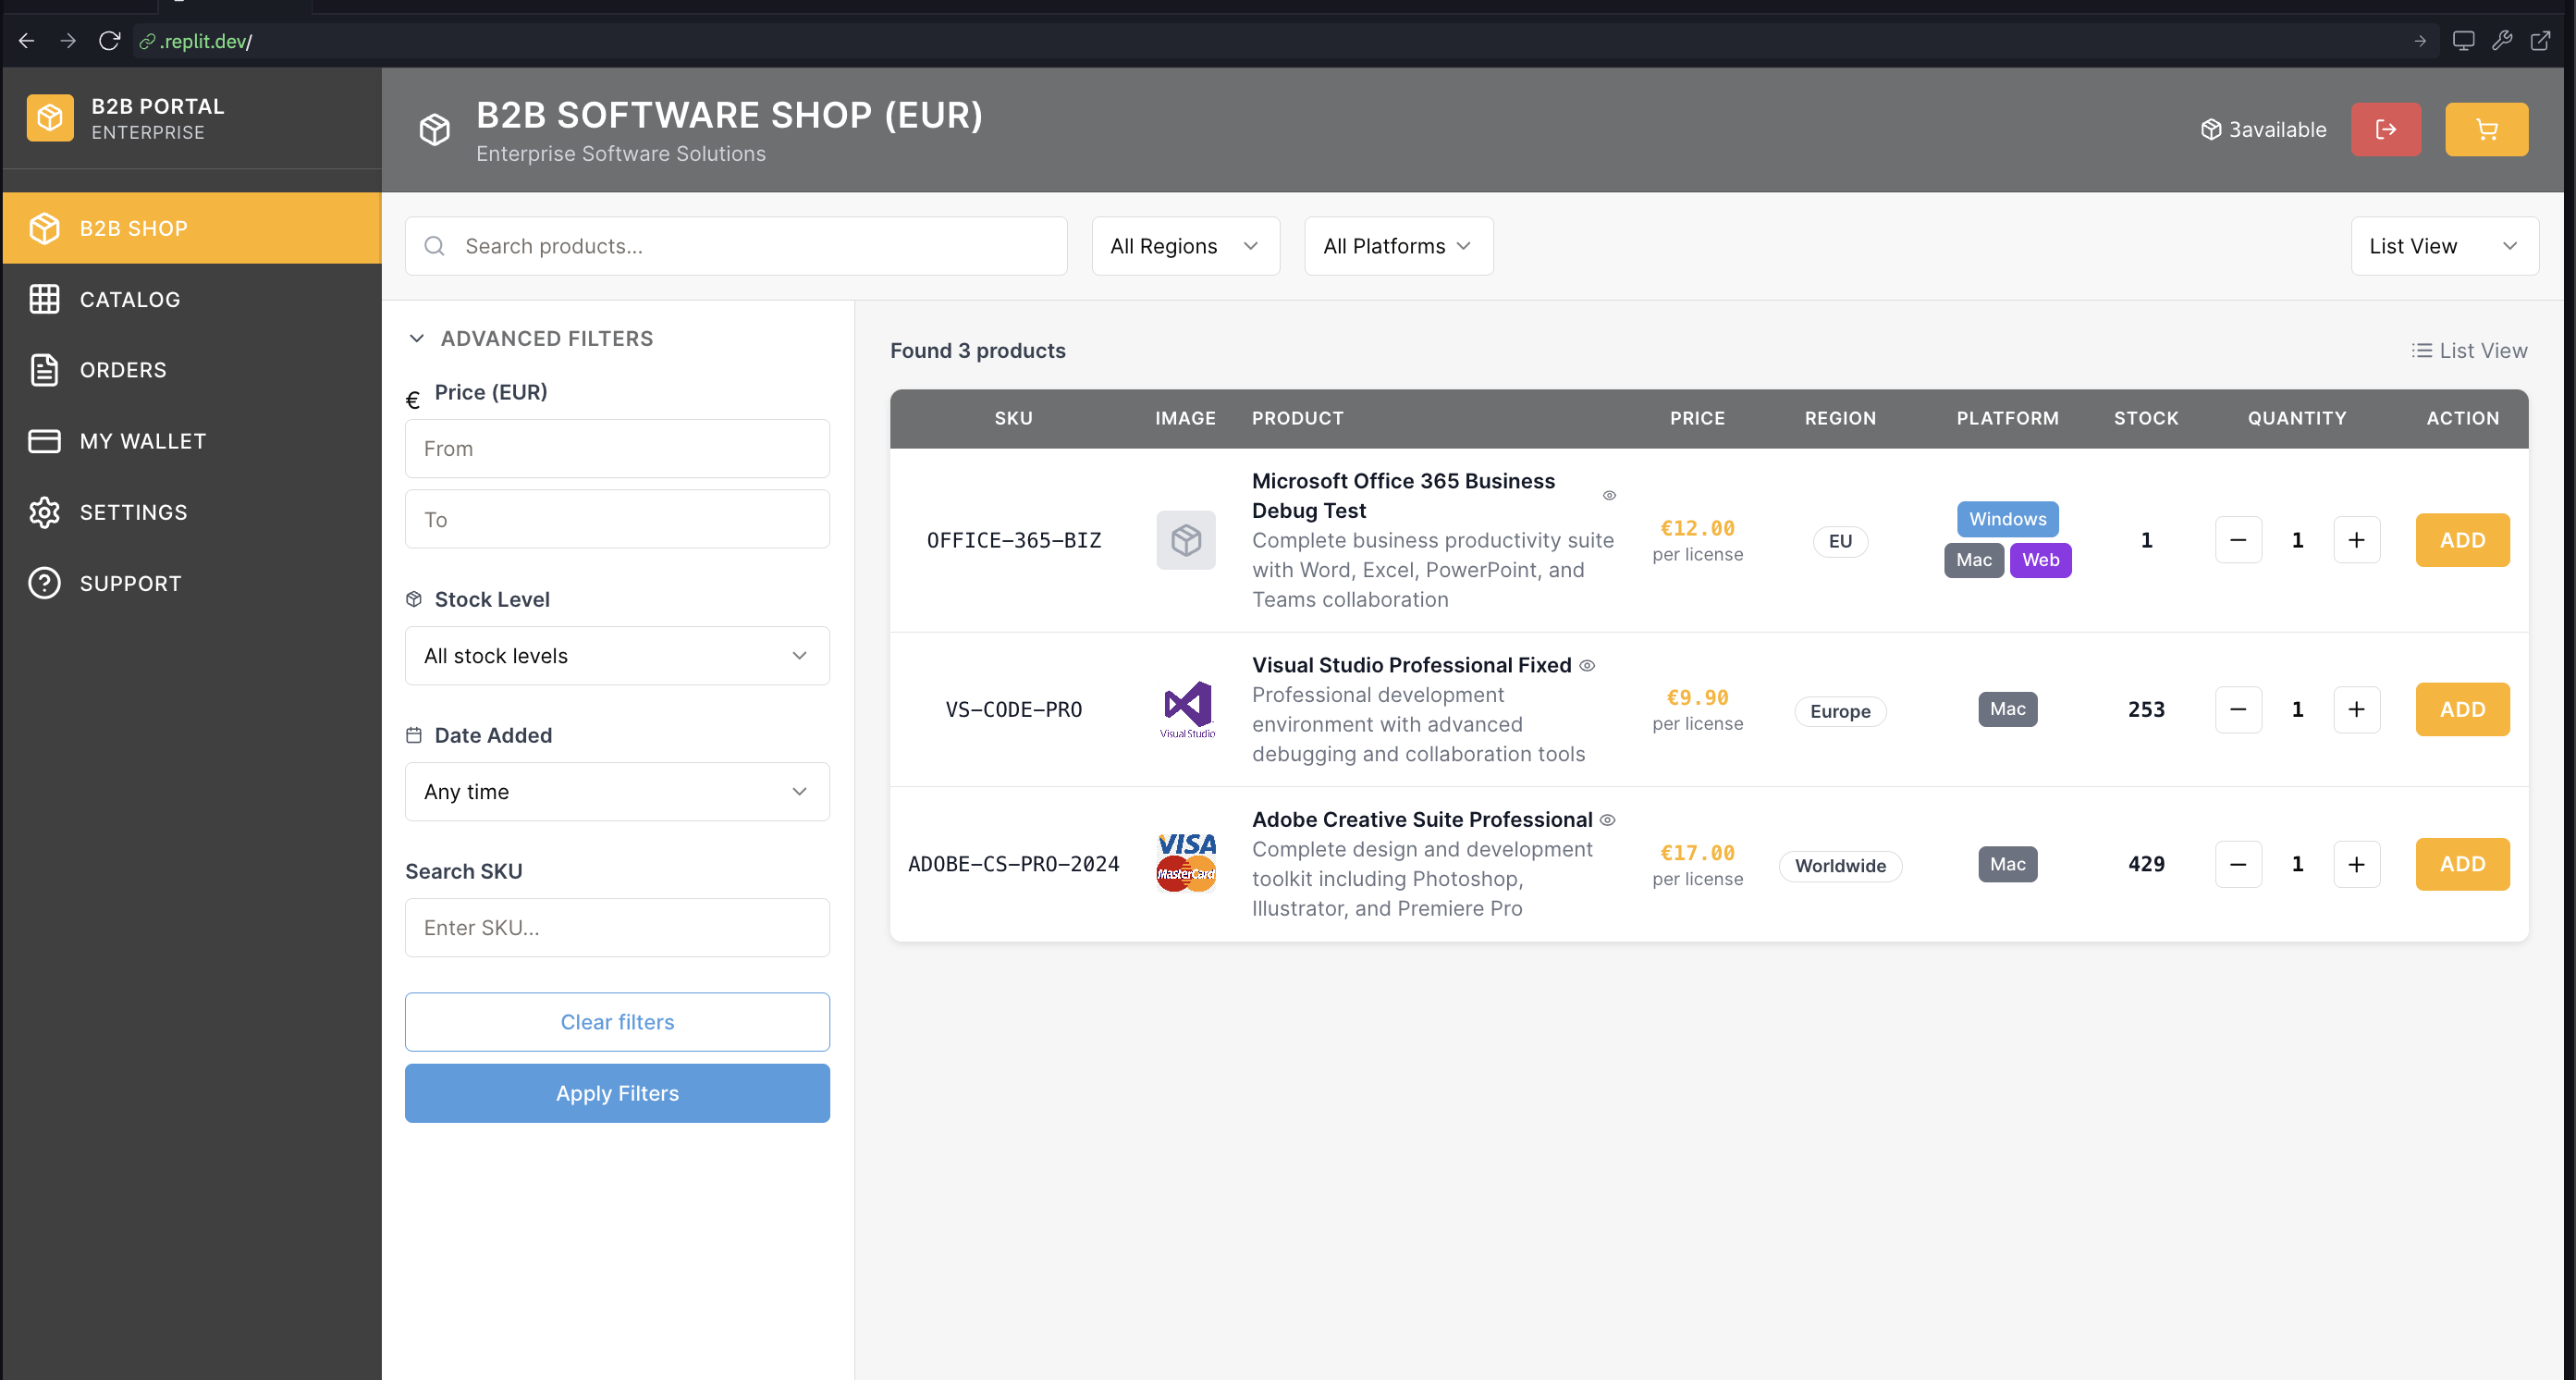 .replit.dev/
B2B PORTAL
ENTERPRISE
B2B SHOP
CATALOG
ORDERS
MY WALLET
SETTINGS
SUPPORT
B2B SOFTWARE SHOP (EUR)
Enterprise Software Solutions
3available
Search products...
All Regions
All Platforms
List View
ADVANCED FILTERS
€ Price (EUR)
From
To
Stock Level
All stock levels
Date Added
Any time
Search SKU
Enter SKU...
Clear filters
Apply Filters
Found 3 products
List View
SKU IMAGE PRODUCT PRICE REGION PLATFORM STOCK QUANTITY ACTION
OFFICE-365-BIZ
Microsoft Office 365 Business
Debug Test
Complete business productivity suite
with Word, Excel, PowerPoint, and
Teams collaboration
€12.00
per license
EU
Windows
Mac Web
1
− 1 +
ADD
VS-CODE-PRO
Visual Studio
Visual Studio Professional Fixed
Professional development
environment with advanced
debugging and collaboration tools
€9.90
per license
Europe
Mac
253
− 1 +
ADD
ADOBE-CS-PRO-2024
VISA
MasterCard
Adobe Creative Suite Professional
Complete design and development
toolkit including Photoshop,
Illustrator, and Premiere Pro
€17.00
per license
Worldwide
Mac
429
− 1 +
ADD